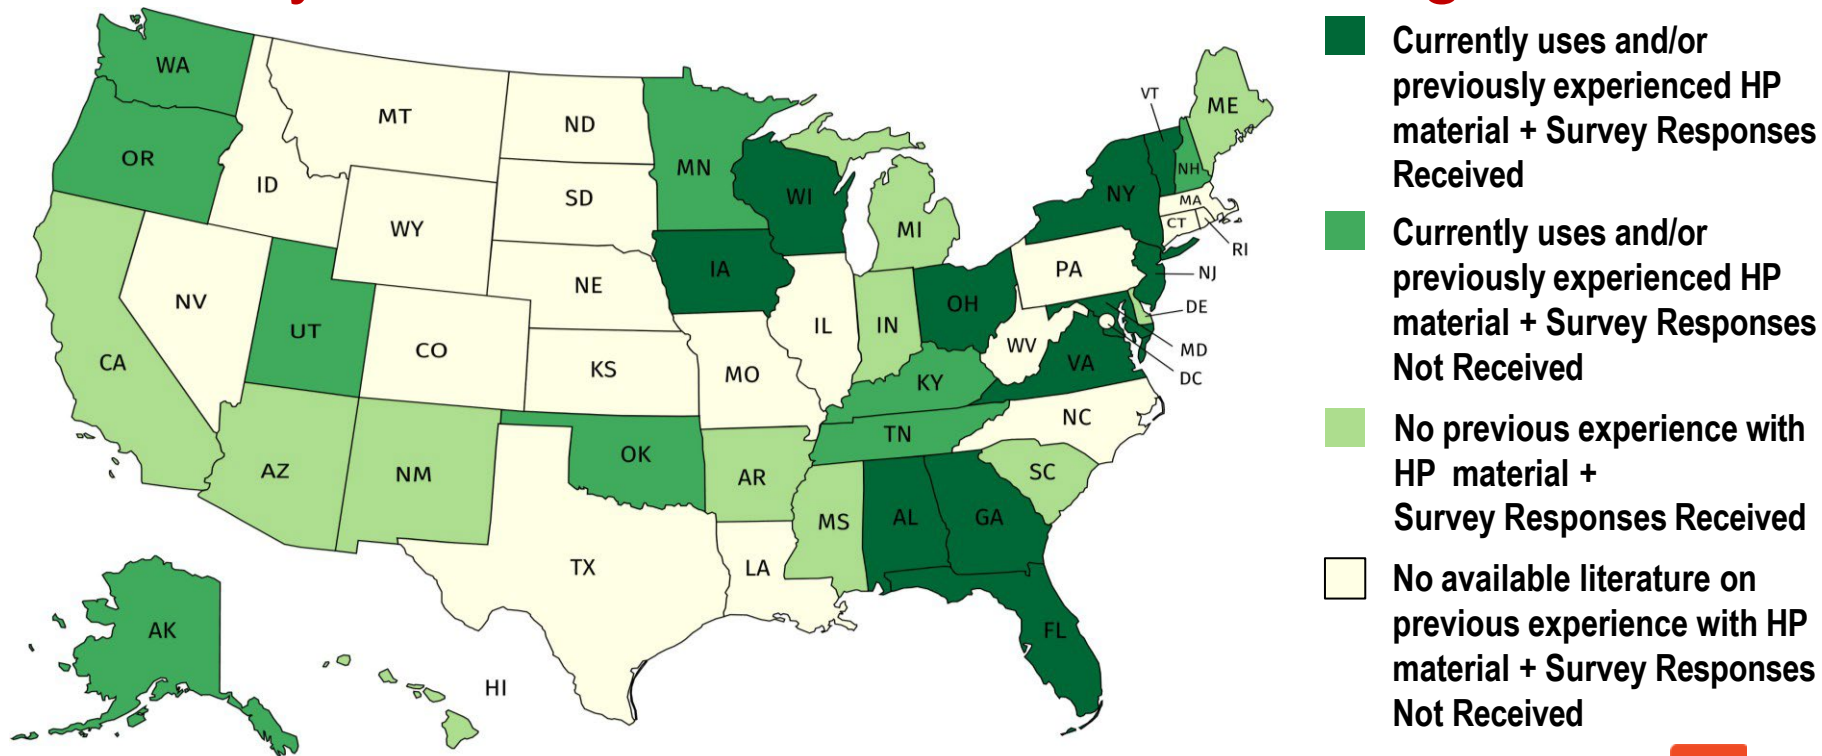 WA
MT
ND
MN
VT
ME
OR
ID
SD
WI
NY
NH
MA
WY
MI
CT
RI
IA
PA
NJ
NV
NE
OH
DE
UT
IL
IN
CO
WV
MD
CA
KS
MO
VA
DC
KY
NC
TN
OK
AZ
NM
AR
SC
MS
AL
GA
TX
LA
AK
FL
HI
Currently uses and/or
previously experienced HP
material + Survey Responses
Received
Currently uses and/or
previously experienced HP
material + Survey Responses
Not Received
No previous experience with
HP material +
Survey Responses Received
No available literature on
previous experience with HP
material + Survey Responses
Not Received